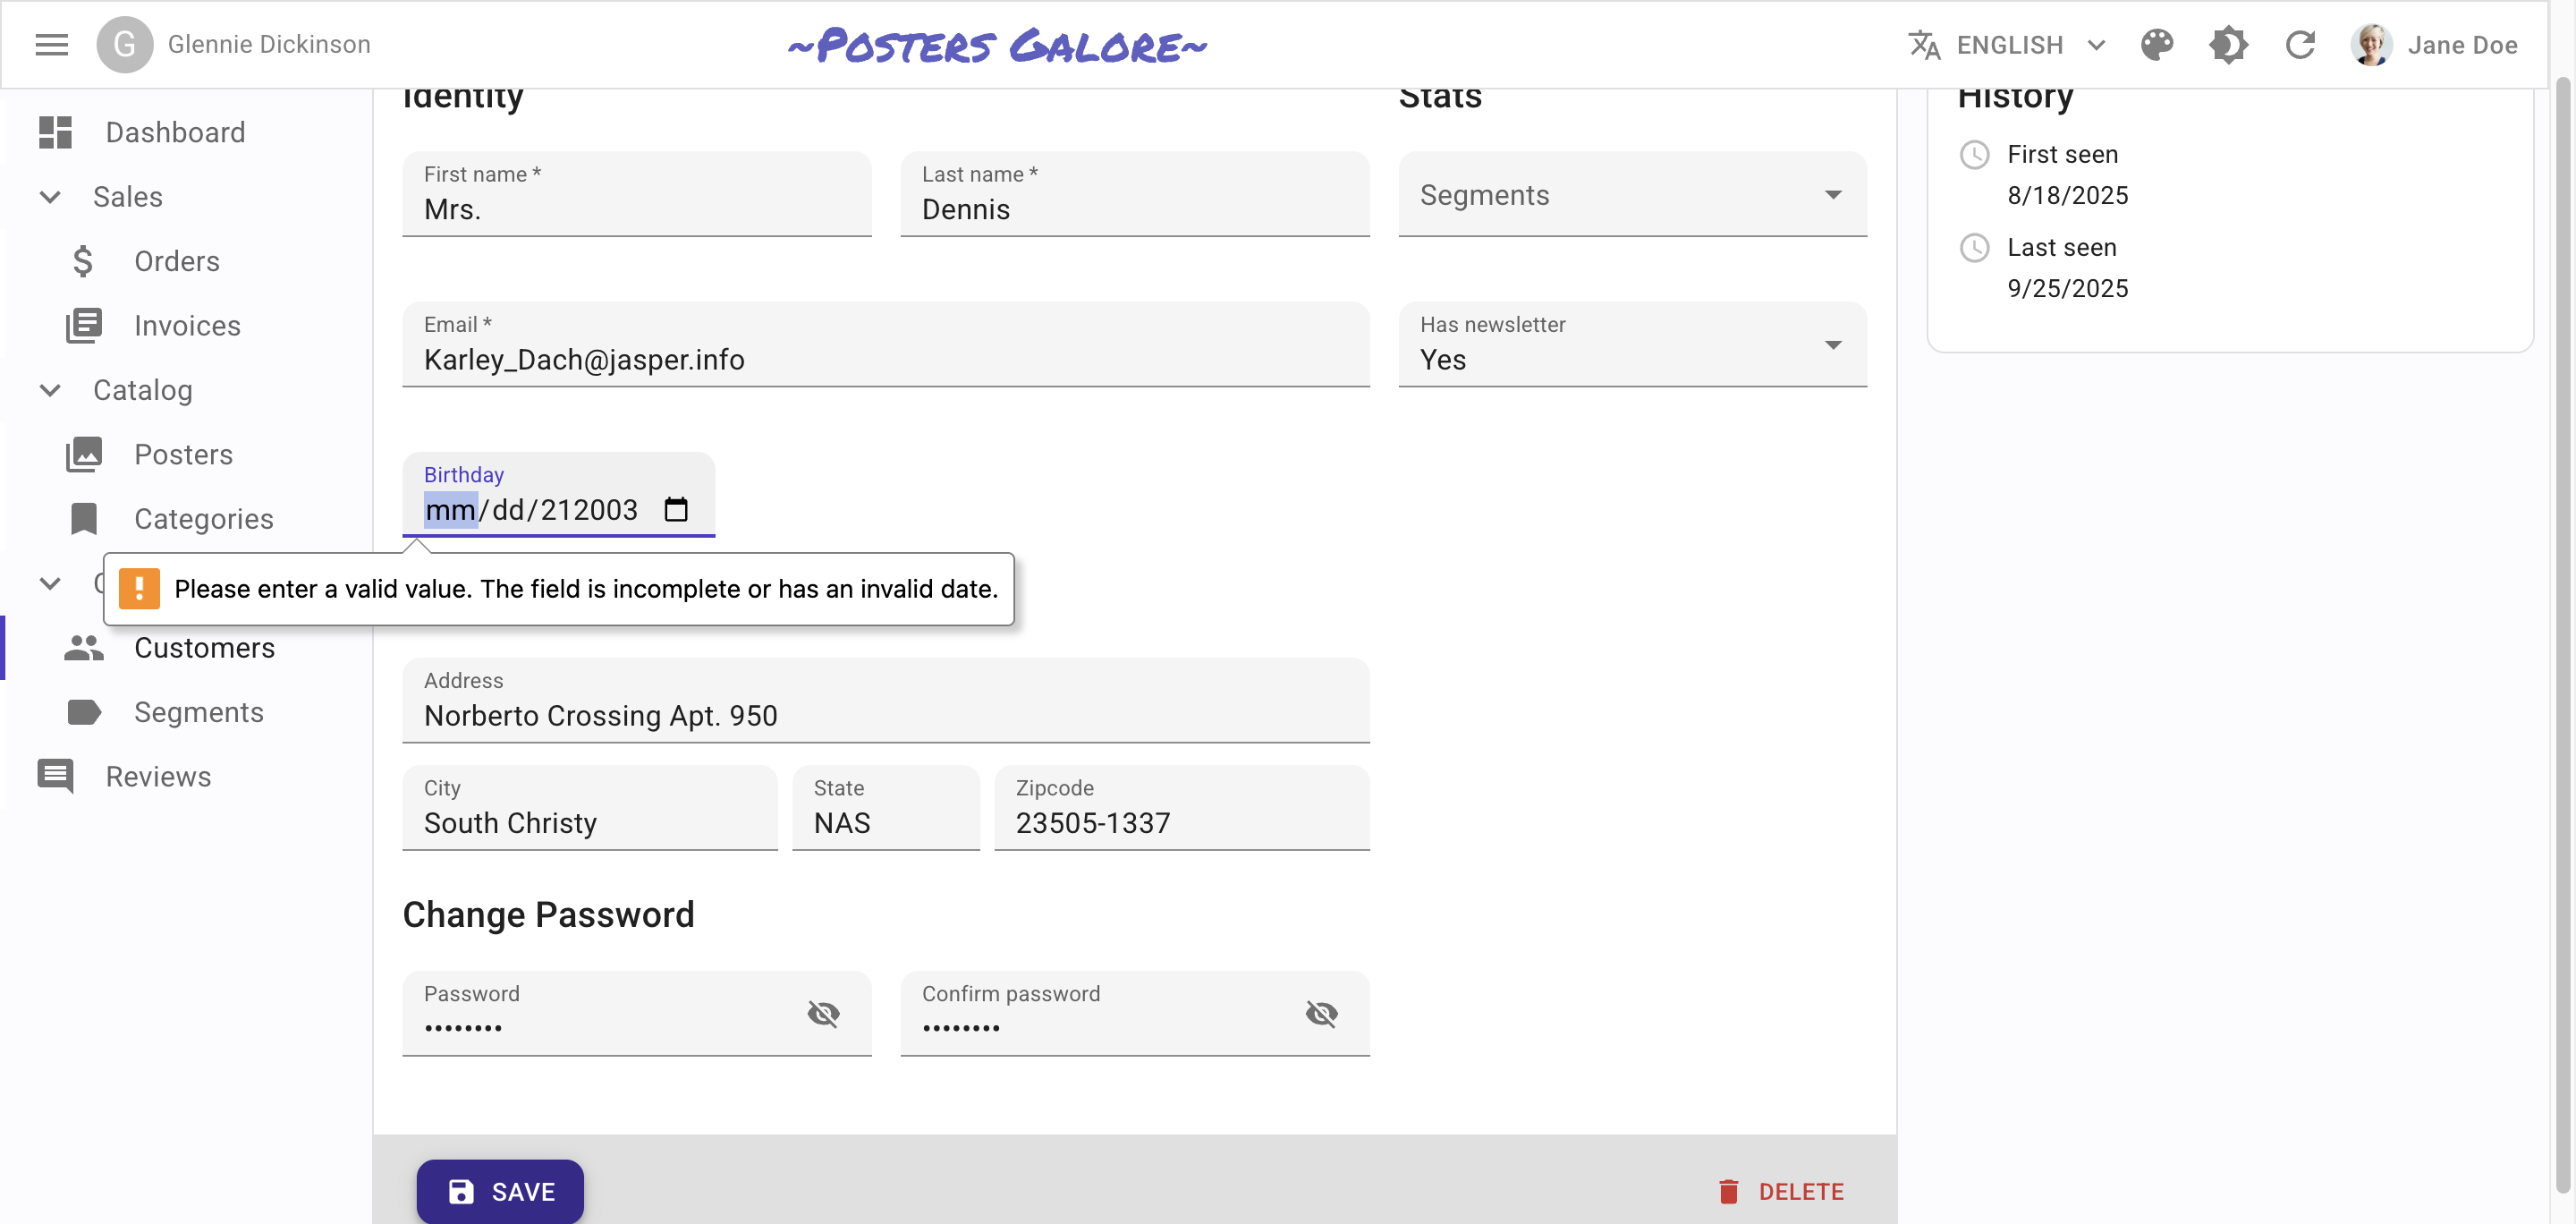 G Glennie Dickinson
~Posters Galore~
ENGLISH
Jane Doe
Dashboard
Sales
Orders
Invoices
Catalog
Posters
Categories
C
Customers
Segments
Reviews
Identity
First name *
Mrs.
Last name *
Dennis
Email *
Karley_Dach@jasper.info
Birthday
mm/dd/212003
Please enter a valid value. The field is incomplete or has an invalid date.
Address
Norberto Crossing Apt. 950
City
South Christy
State
NAS
Zipcode
23505-1337
Change Password
Password
••••••••
Confirm password
••••••••
Stats
Segments
Has newsletter
Yes
History
First seen
8/18/2025
Last seen
9/25/2025
SAVE
DELETE